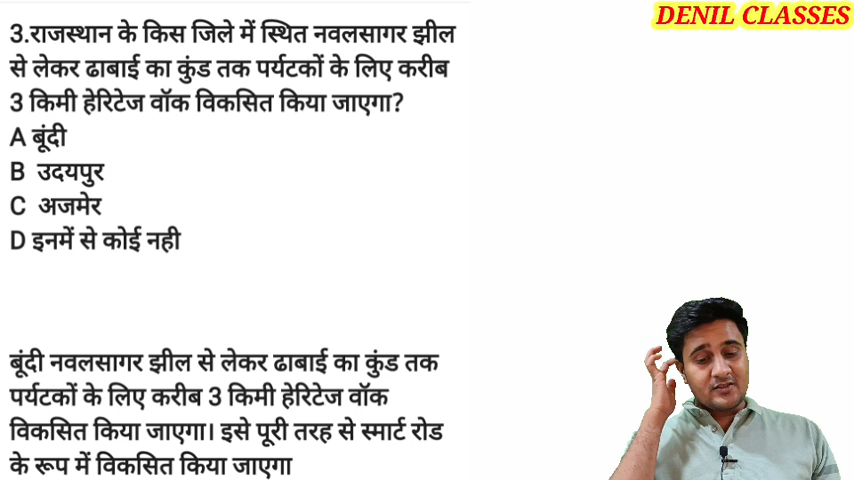 DENIL CLASSES
3.राजस्थान के किस जिले में स्थित नवलसागर झील
से लेकर ढाबाई का कुंड तक पर्यटकों के लिए करीब
3 किमी हेरिटेज वॉक विकसित किया जाएगा?
A बूंदी
B उदयपुर
C अजमेर
D इनमें से कोई नही
बूंदी नवलसागर झील से लेकर ढाबाई का कुंड तक
पर्यटकों के लिए करीब 3 किमी हेरिटेज वॉक
विकसित किया जाएगा। इसे पूरी तरह से स्मार्ट रोड
के रूप में विकसित किया जाएगा